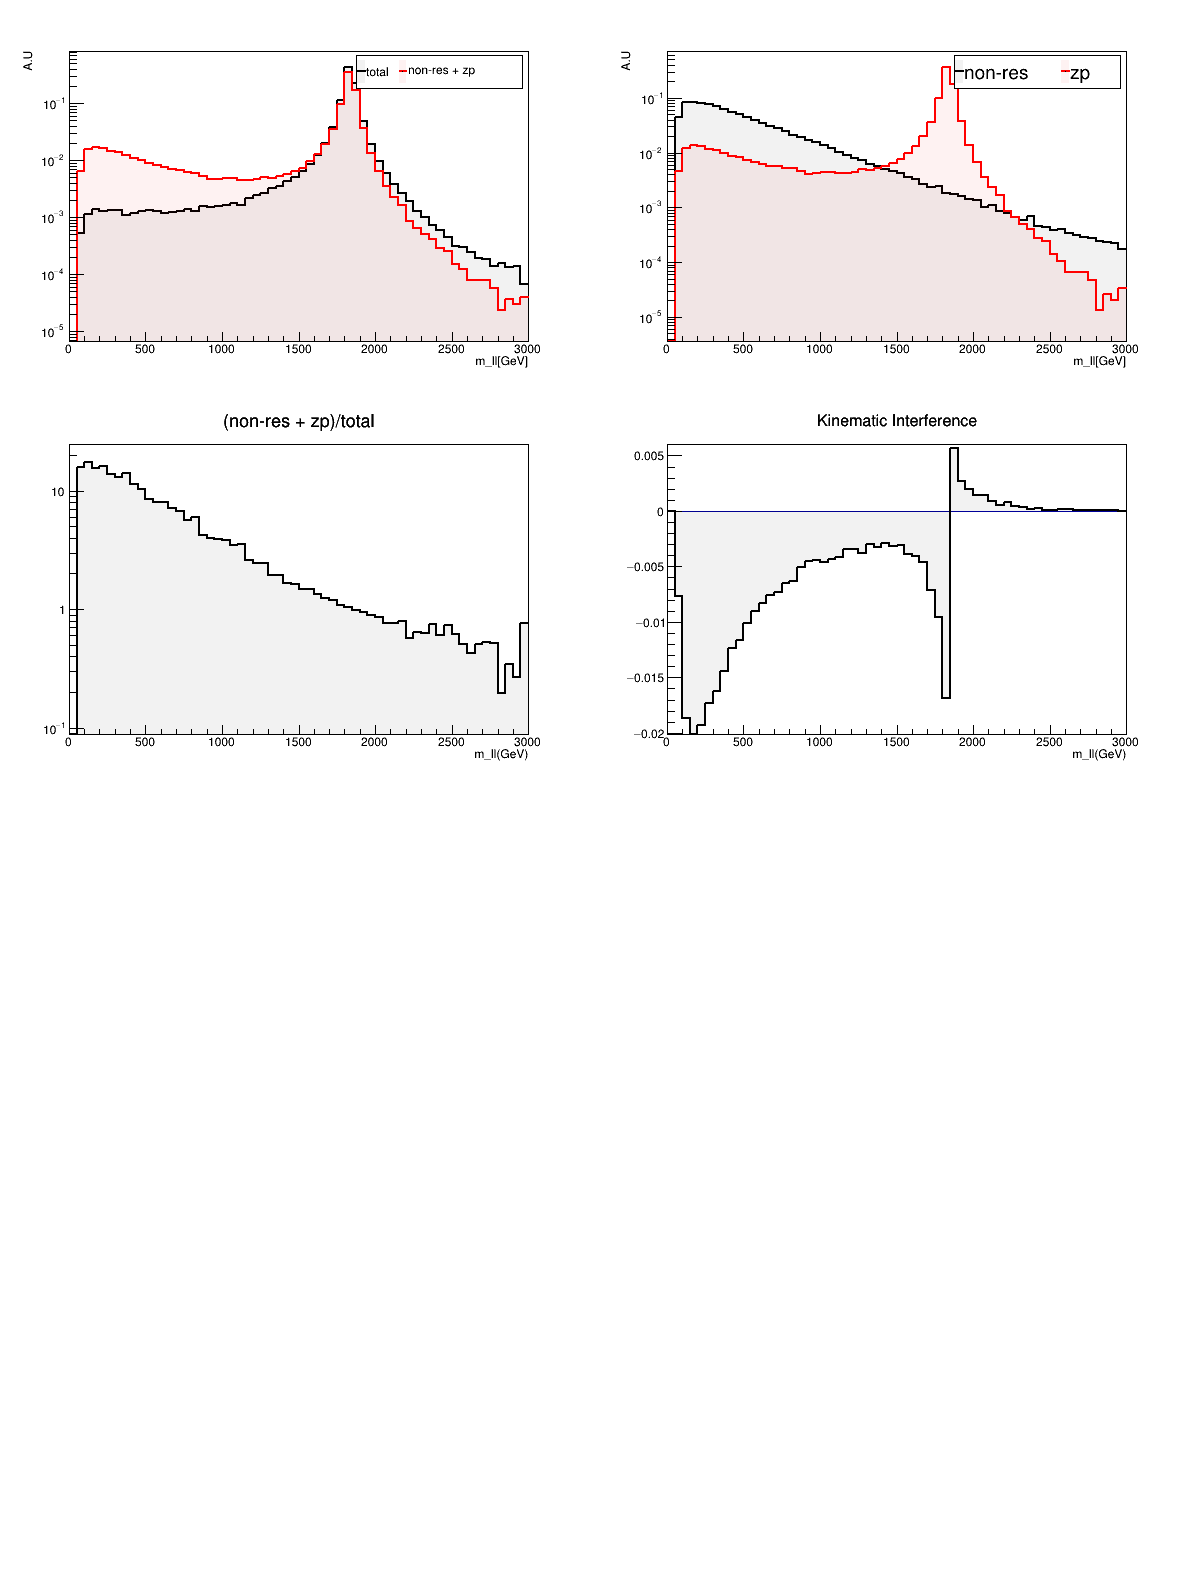 A.U
total non-res + zp
10⁻¹
10⁻²
10⁻³
10⁻⁴
10⁻⁵
0 500 1000 1500 2000 2500 3000
m_ll[GeV]
A.U
non-res zp
10⁻¹
10⁻²
10⁻³
10⁻⁴
10⁻⁵
0 500 1000 1500 2000 2500 3000
m_ll[GeV]
(non-res + zp)/total
10
1
10⁻¹
0 500 1000 1500 2000 2500 3000
m_ll(GeV)
Kinematic Interference
0.005
0
−0.005
−0.01
−0.015
−0.02
0 500 1000 1500 2000 2500 3000
m_ll(GeV)